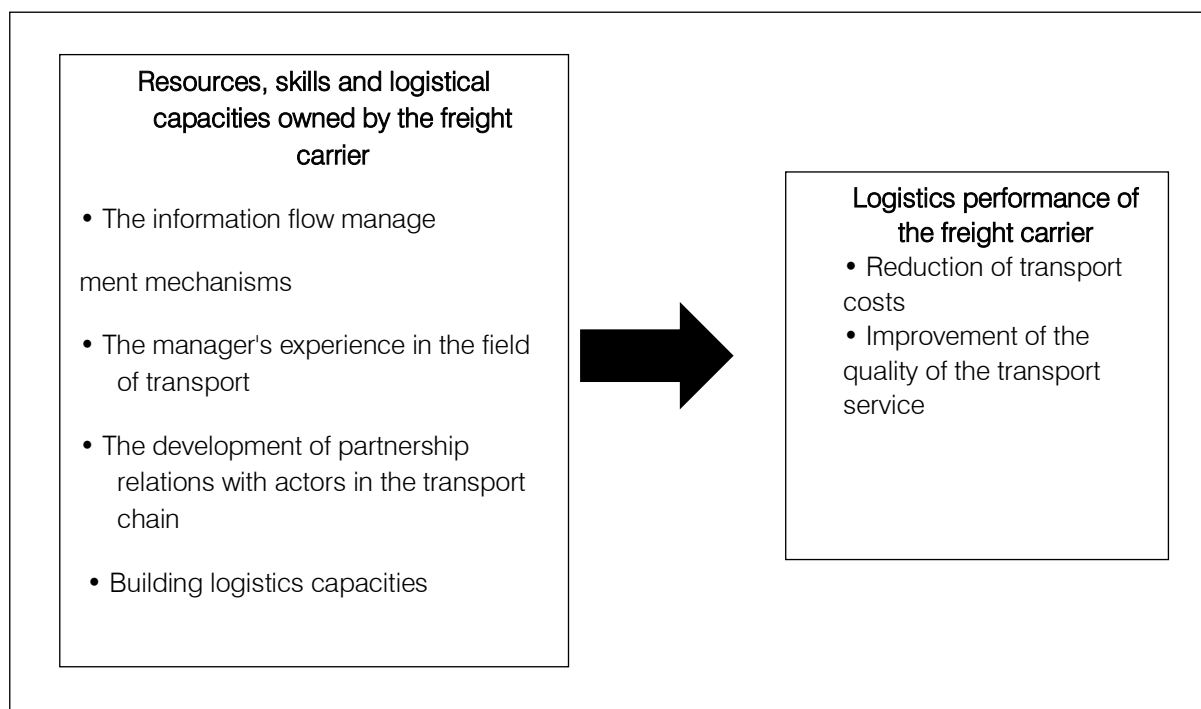 Resources, skills and logistical
capacities owned by the freight
carrier
• The information flow manage
ment mechanisms
• The manager's experience in the field
of transport
• The development of partnership
relations with actors in the transport
chain
• Building logistics capacities
Logistics performance of
the freight carrier
• Reduction of transport
costs
• Improvement of the
quality of the transport
service